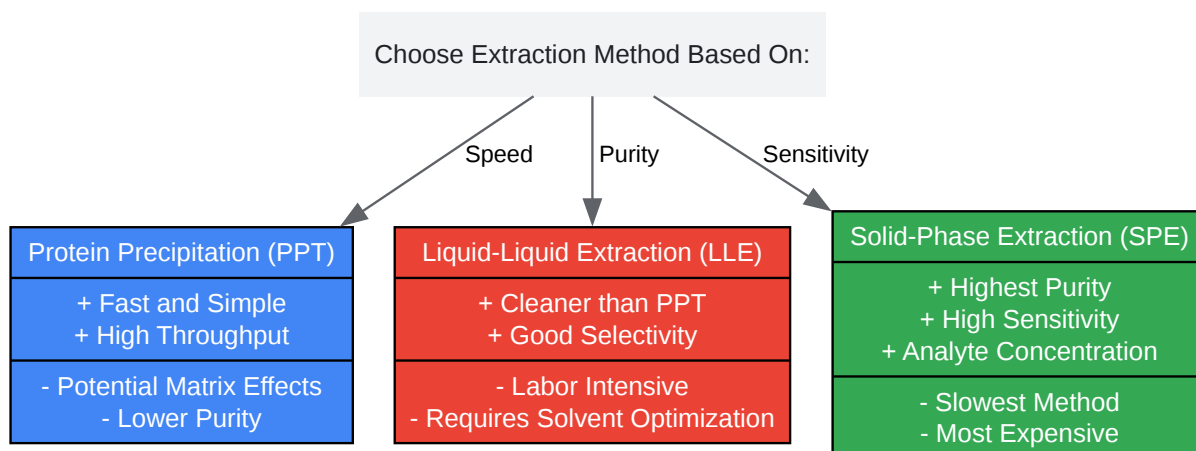 Choose Extraction Method Based On:
Speed
Purity
Sensitivity
Protein Precipitation (PPT)
+ Fast and Simple
+ High Throughput
- Potential Matrix Effects
- Lower Purity
Liquid-Liquid Extraction (LLE)
+ Cleaner than PPT
+ Good Selectivity
- Labor Intensive
- Requires Solvent Optimization
Solid-Phase Extraction (SPE)
+ Highest Purity
+ High Sensitivity
+ Analyte Concentration
- Slowest Method
- Most Expensive